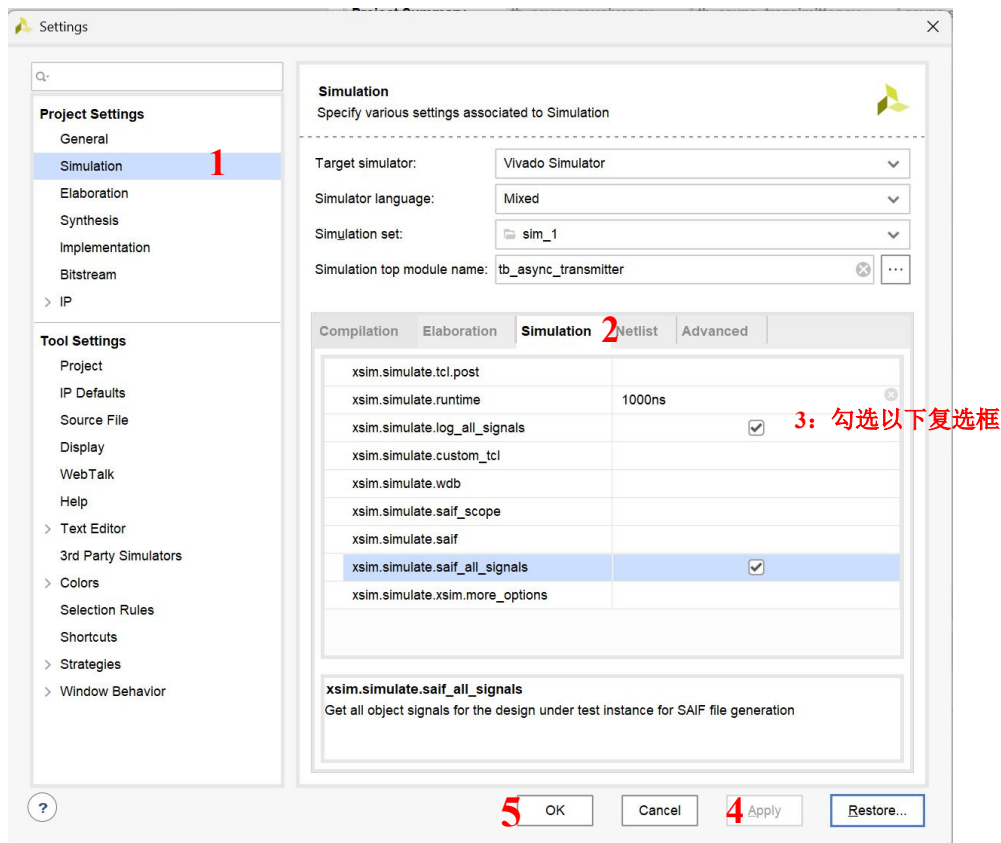 Settings
Project Settings
General
Simulation 1
Elaboration
Synthesis
Implementation
Bitstream
IP
Tool Settings
Project
IP Defaults
Source File
Display
WebTalk
Help
Text Editor
3rd Party Simulators
Colors
Selection Rules
Shortcuts
Strategies
Window Behavior
Simulation
Specify various settings associated to Simulation
Target simulator: Vivado Simulator
Simulator language: Mixed
Simulation set: sim_1
Simulation top module name: tb_async_transmitter ...
Compilation Elaboration Simulation 2 Netlist Advanced
xsim.simulate.tcl.post
xsim.simulate.runtime 1000ns
3：勾选以下复选框
xsim.simulate.log_all_signals
xsim.simulate.custom_tcl
xsim.simulate.wdb
xsim.simulate.saif_scope
xsim.simulate.saif
xsim.simulate.saif_all_signals
xsim.simulate.xsim.more_options
xsim.simulate.saif_all_signals
Get all object signals for the design under test instance for SAIF file generation
? 5 OK Cancel 4 Apply Restore...